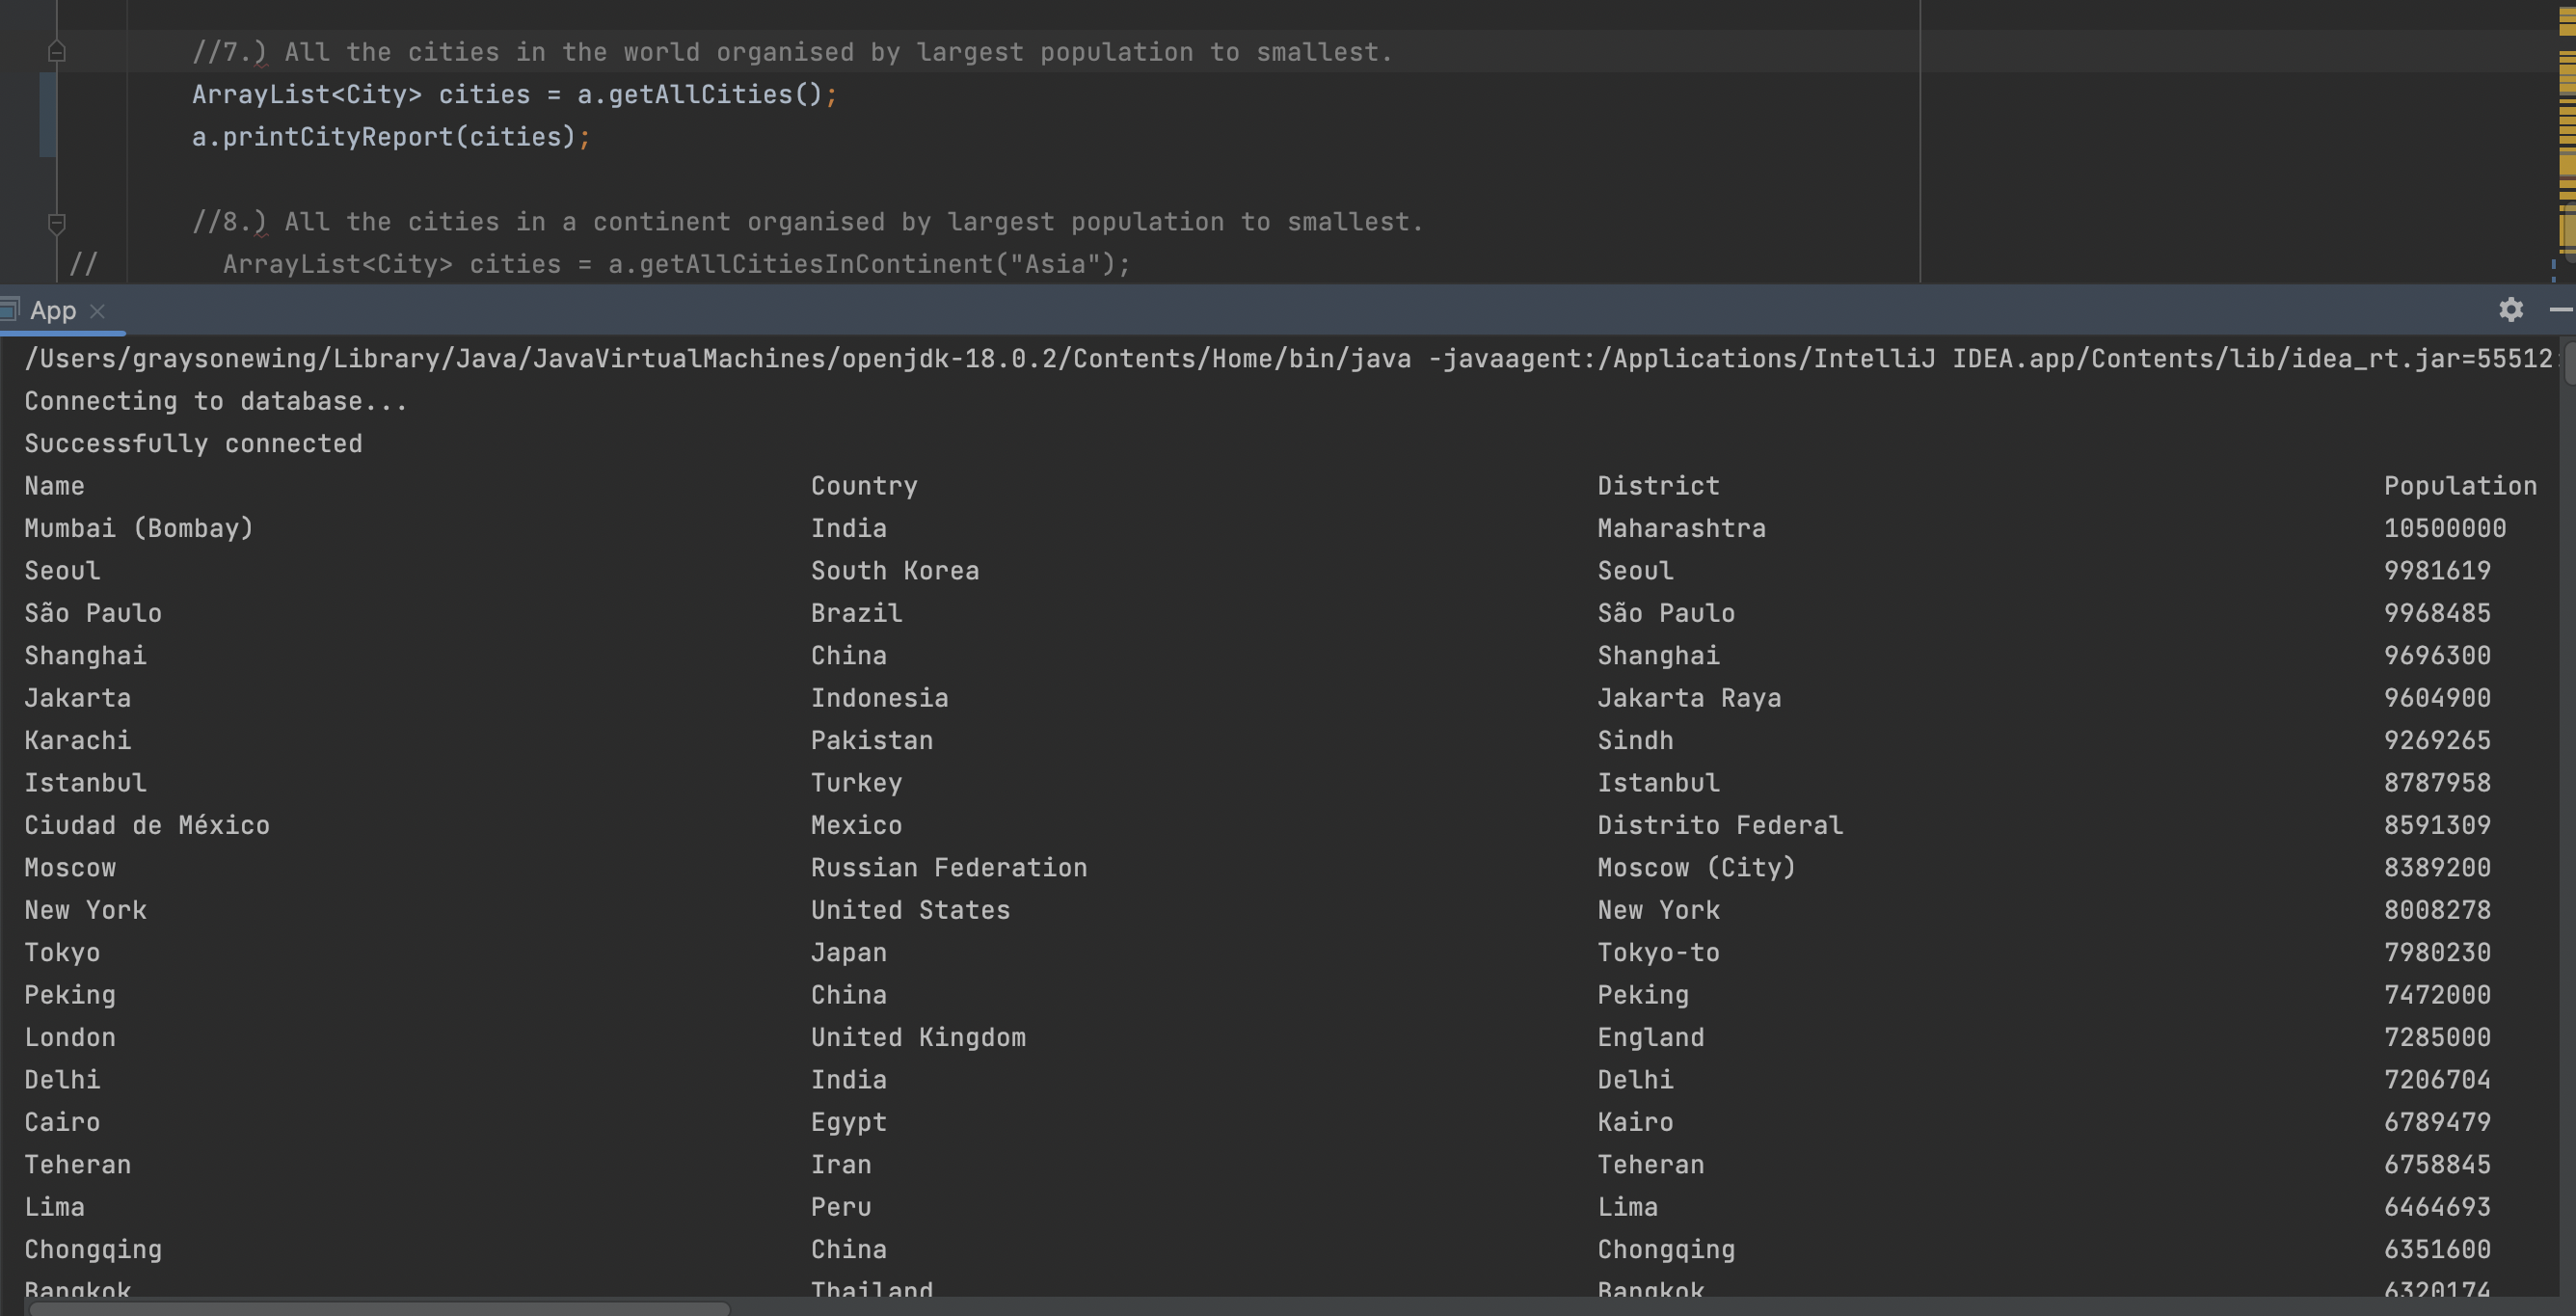 //7.) All the cities in the world organised by largest population to smallest.
ArrayList<City> cities = a.getAllCities();
a.printCityReport(cities);
//8.) All the cities in a continent organised by largest population to smallest.
// ArrayList<City> cities = a.getAllCitiesInContinent("Asia");
App
/Users/graysonewing/Library/Java/JavaVirtualMachines/openjdk-18.0.2/Contents/Home/bin/java -javaagent:/Applications/IntelliJ IDEA.app/Contents/lib/idea_rt.jar=55512:
Connecting to database...
Successfully connected
Name Country District Population
Mumbai (Bombay) India Maharashtra 10500000
Seoul South Korea Seoul 9981619
São Paulo Brazil São Paulo 9968485
Shanghai China Shanghai 9696300
Jakarta Indonesia Jakarta Raya 9604900
Karachi Pakistan Sindh 9269265
Istanbul Turkey Istanbul 8787958
Ciudad de México Mexico Distrito Federal 8591309
Moscow Russian Federation Moscow (City) 8389200
New York United States New York 8008278
Tokyo Japan Tokyo-to 7980230
Peking China Peking 7472000
London United Kingdom England 7285000
Delhi India Delhi 7206704
Cairo Egypt Kairo 6789479
Teheran Iran Teheran 6758845
Lima Peru Lima 6464693
Chongqing China Chongqing 6351600
Bangkok Thailand Bangkok 6320174